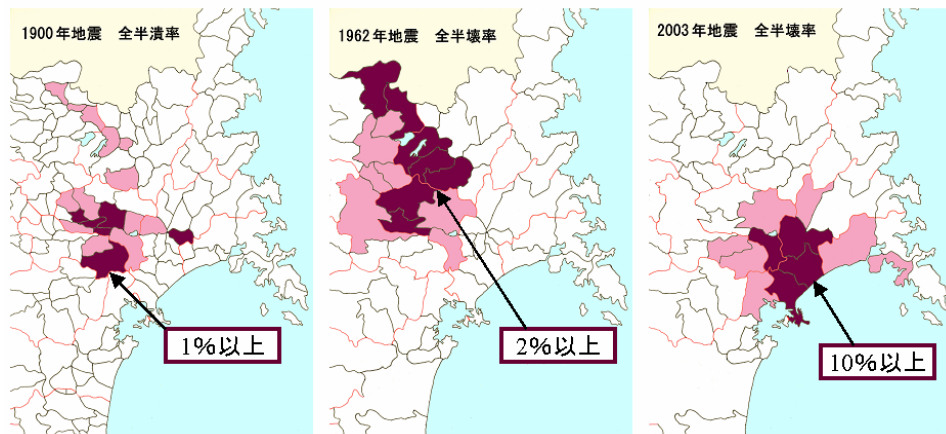 1900年地震 全半潰率
1%以上
1962年地震 全半壊率
2%以上
2003年地震 全半壊率
10%以上